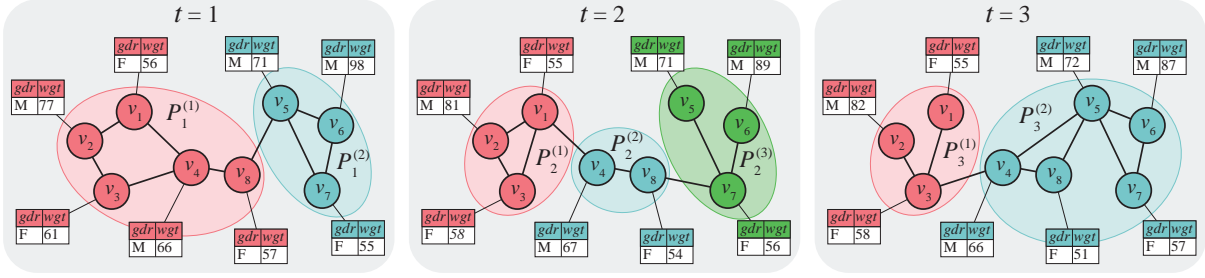 t = 1
gdr wgt
F 56
gdr wgt
M 71
gdr wgt
M 98
gdr wgt
M 77
v1
P1(1)
v5
v6
v2
v4
P1(2)
v3
v8
v7
gdr wgt
F 61
gdr wgt
M 66
gdr wgt
F 57
gdr wgt
F 55
t = 2
gdr wgt
F 55
gdr wgt
M 71
gdr wgt
M 89
gdr wgt
M 81
v1
v5
v6
v2
P2(1)
P2(2)
v4
v8
P2(3)
v3
v7
gdr wgt
F 58
gdr wgt
M 67
gdr wgt
F 54
gdr wgt
F 56
t = 3
gdr wgt
F 55
gdr wgt
M 72
gdr wgt
M 87
gdr wgt
M 82
v1
P3(2)
v5
v6
v2
P3(1)
v4
v8
v3
v7
gdr wgt
F 58
gdr wgt
M 66
gdr wgt
F 51
gdr wgt
F 57